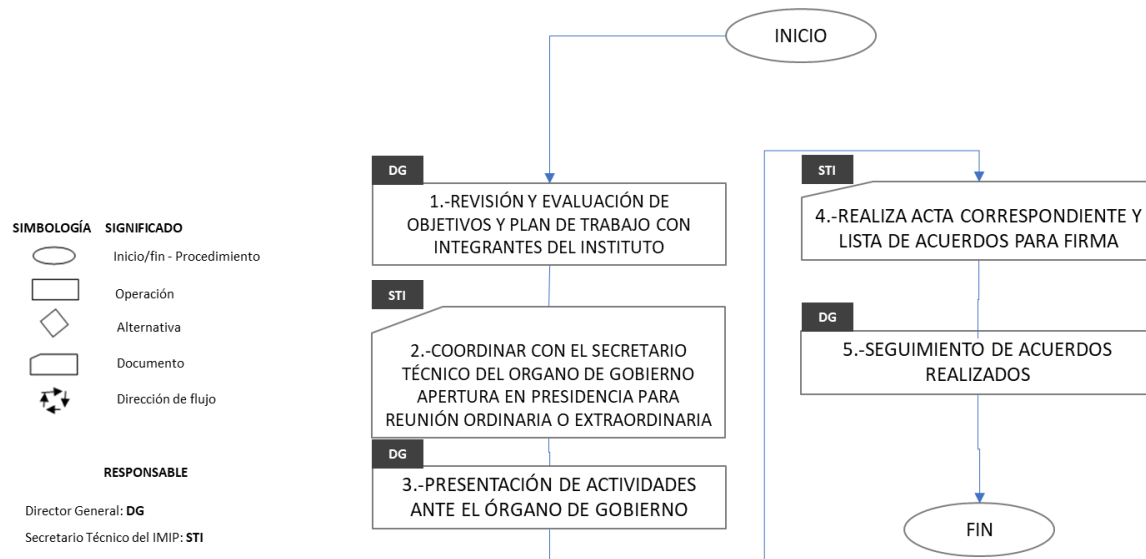 INICIO
DG
1.-REVISIÓN Y EVALUACIÓN DE
OBJETIVOS Y PLAN DE TRABAJO CON
INTEGRANTES DEL INSTITUTO
STI
2.-COORDINAR CON EL SECRETARIO
TÉCNICO DEL ORGANO DE GOBIERNO
APERTURA EN PRESIDENCIA PARA
REUNIÓN ORDINARIA O EXTRAORDINARIA
DG
3.-PRESENTACIÓN DE ACTIVIDADES
ANTE EL ÓRGANO DE GOBIERNO
STI
4.-REALIZA ACTA CORRESPONDIENTE Y
LISTA DE ACUERDOS PARA FIRMA
DG
5.-SEGUIMIENTO DE ACUERDOS
REALIZADOS
FIN
SIMBOLOGÍA SIGNIFICADO
Inicio/fin - Procedimiento
Operación
Alternativa
Documento
Dirección de flujo
RESPONSABLE
Director General: DG
Secretario Técnico del IMIP: STI